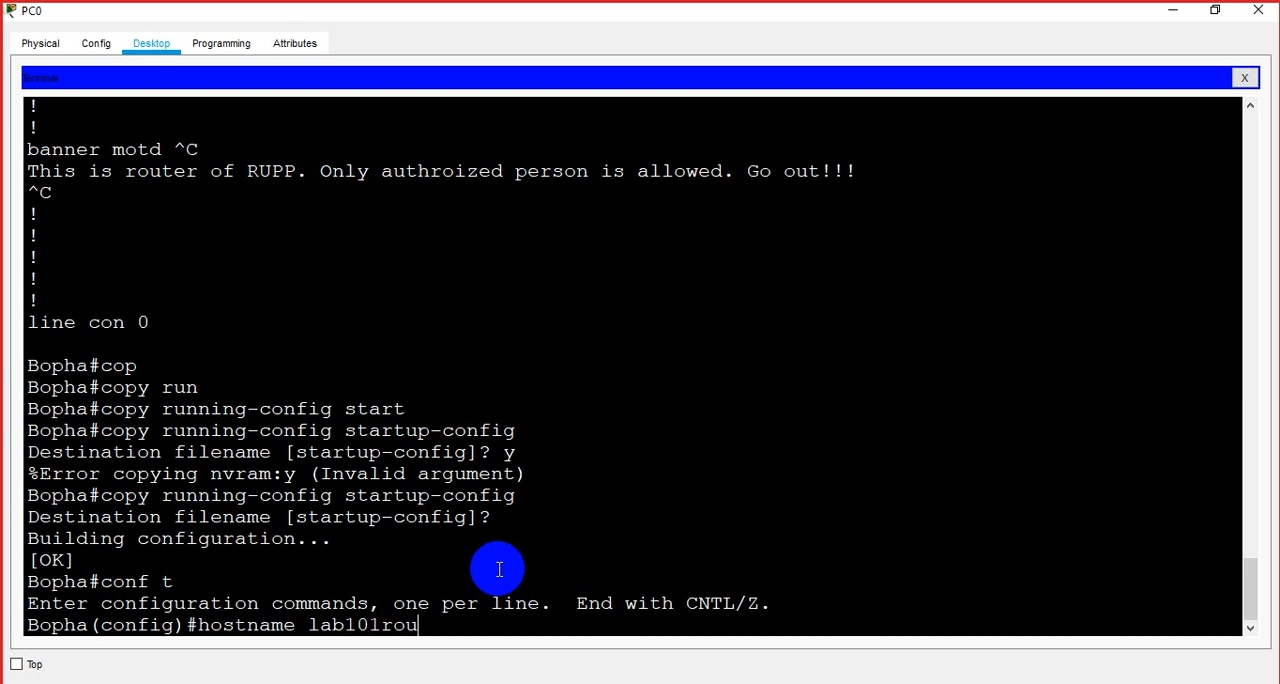 PC0
Physical Config Desktop Programming Attributes
Terminal
X
!
!
banner motd ^C
This is router of RUPP. Only authroized person is allowed. Go out!!!
^C
!
!
!
!
!
line con 0
Bopha#cop
Bopha#copy run
Bopha#copy running-config start
Bopha#copy running-config startup-config
Destination filename [startup-config]? y
%Error copying nvram:y (Invalid argument)
Bopha#copy running-config startup-config
Destination filename [startup-config]?
Building configuration...
[OK]
Bopha#conf t
Enter configuration commands, one per line.  End with CNTL/Z.
Bopha(config)#hostname lab101rou
Top